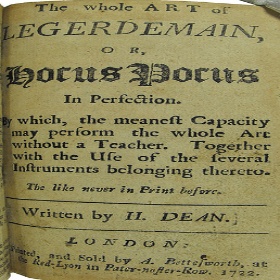 The whole ART of
LEGERDEMAIN,
OR,
Hocus Pocus
In Perfection.
By which, the meanest Capacity
may perform the whole Art
without a Teacher. Together
with the Use of the several
Instruments belonging thereto.
The like never in Print before.
Written by H. DEAN.
LONDON:
Printed, and Sold by A. Bettesworth, at
the Red-Lyon in Pater-noster-Row. 1722.